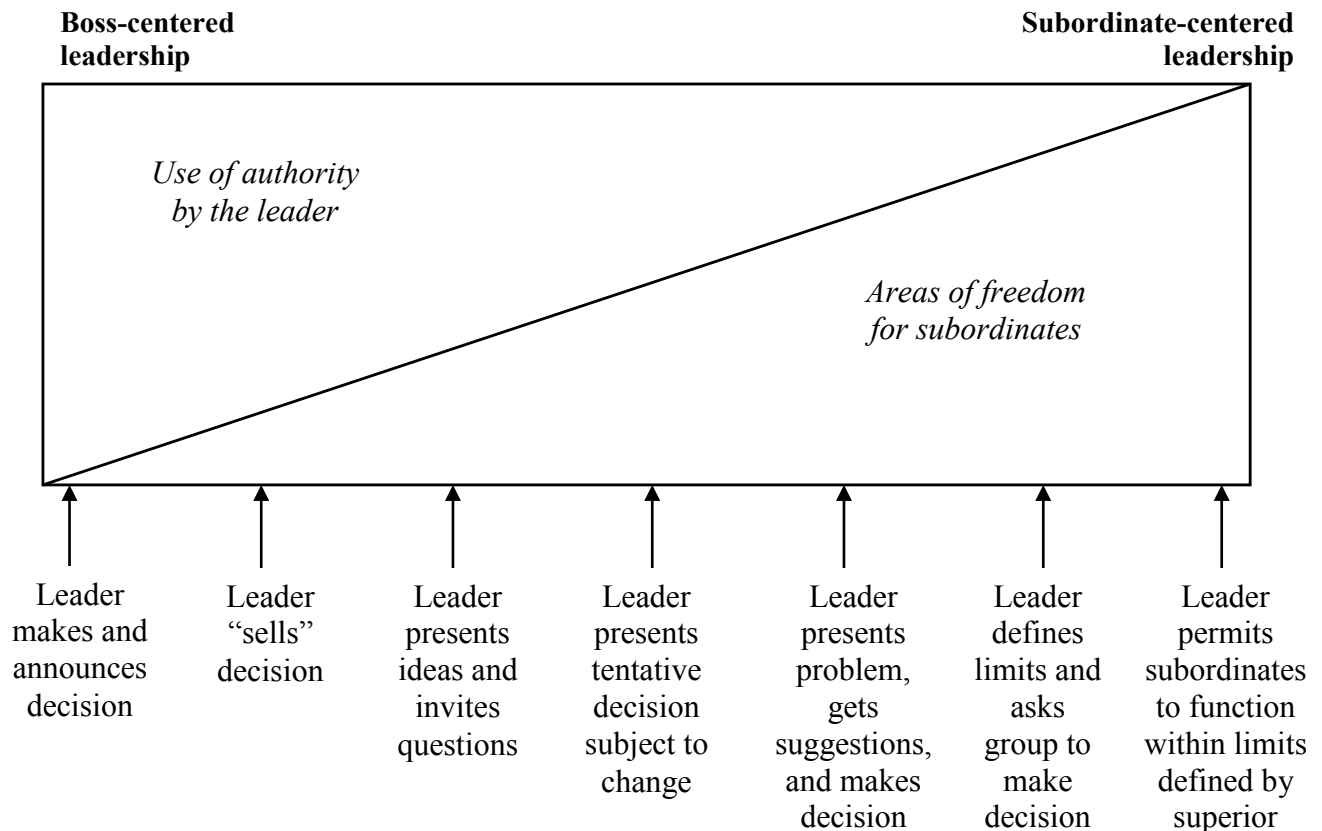 Boss-centered
leadership
Subordinate-centered
leadership
Use of authority
by the leader
Areas of freedom
for subordinates
Leader
makes and
announces
decision
Leader
“sells”
decision
Leader
presents
ideas and
invites
questions
Leader
presents
tentative
decision
subject to
change
Leader
presents
problem,
gets
suggestions,
and makes
decision
Leader
defines
limits and
asks
group to
make
decision
Leader
permits
subordinates
to function
within limits
defined by
superior